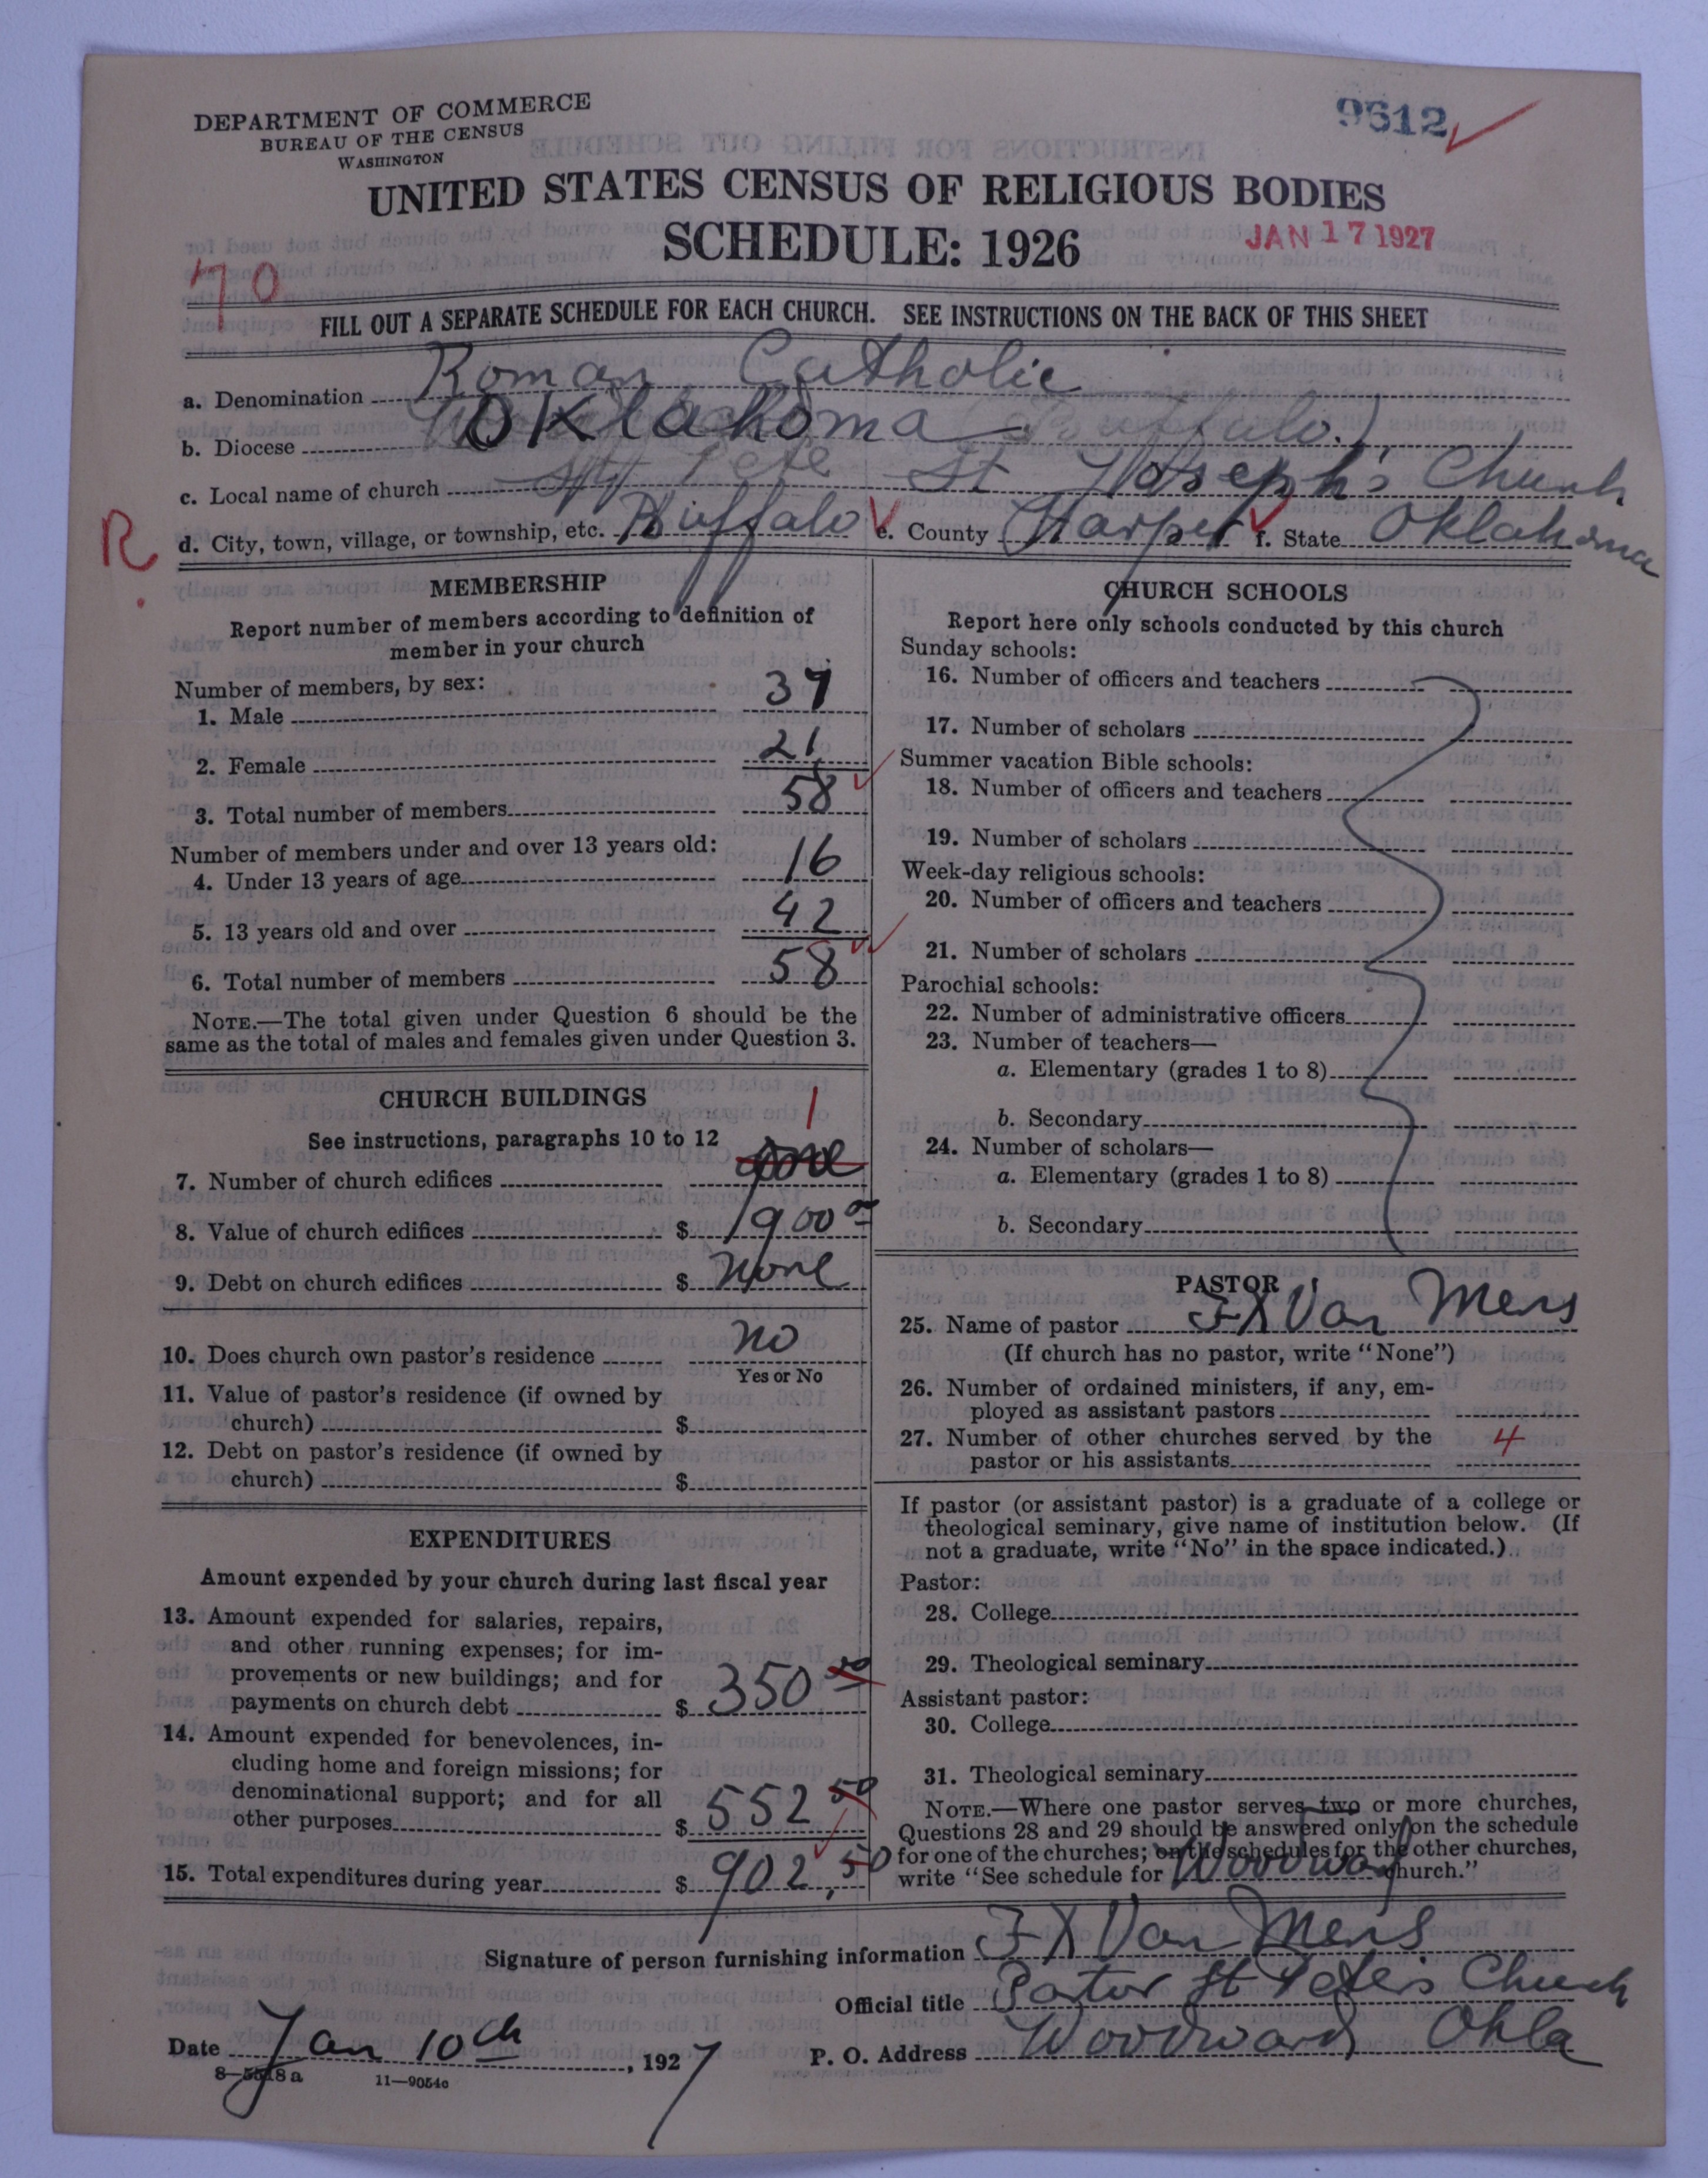 DEPARTMENT OF COMMERCE
BUREAU OF THE CENSUS
WASHINGTON
9512
UNITED STATES CENSUS OF RELIGIOUS BODIES
SCHEDULE: 1926
JAN 17 1927
70
FILL OUT A SEPARATE SCHEDULE FOR EACH CHURCH. SEE INSTRUCTIONS ON THE BACK OF THIS SHEET
a. Denomination Roman Catholic
b. Diocese Oklahoma Buffalo.)
c. Local name of church St Joseph's Church
R. d. City, town, village, or township, etc. Buffalo e. County Harper f. State Oklahoma
MEMBERSHIP
Report number of members according to definition of
member in your church
Number of members, by sex:
1. Male 37
2. Female 21
3. Total number of members 58
Number of members under and over 13 years old:
4. Under 13 years of age 16
5. 13 years old and over 42
6. Total number of members 58
NOTE.—The total given under Question 6 should be the
same as the total of males and females given under Question 3.
CHURCH BUILDINGS
See instructions, paragraphs 10 to 12
1
7. Number of church edifices one
8. Value of church edifices $ 1900 00
9. Debt on church edifices $ None
10. Does church own pastor's residence no
Yes or No
11. Value of pastor's residence (if owned by
church) $
12. Debt on pastor's residence (if owned by
church) $
EXPENDITURES
Amount expended by your church during last fiscal year
13. Amount expended for salaries, repairs,
and other running expenses; for im-
provements or new buildings; and for
payments on church debt $ 350 00
14. Amount expended for benevolences, in-
cluding home and foreign missions; for
denominational support; and for all
other purposes $ 552 50
15. Total expenditures during year $ 902,50
CHURCH SCHOOLS
Report here only schools conducted by this church
Sunday schools:
16. Number of officers and teachers
17. Number of scholars
Summer vacation Bible schools:
18. Number of officers and teachers
19. Number of scholars
Week-day religious schools:
20. Number of officers and teachers
21. Number of scholars
Parochial schools:
22. Number of administrative officers
23. Number of teachers—
a. Elementary (grades 1 to 8)
b. Secondary
24. Number of scholars—
a. Elementary (grades 1 to 8)
b. Secondary
PASTOR
25. Name of pastor F X Van Mens
(If church has no pastor, write "None")
26. Number of ordained ministers, if any, em-
ployed as assistant pastors
27. Number of other churches served by the
pastor or his assistants 4
If pastor (or assistant pastor) is a graduate of a college or
theological seminary, give name of institution below. (If
not a graduate, write "No" in the space indicated.)
Pastor:
28. College
29. Theological seminary
Assistant pastor:
30. College
31. Theological seminary
NOTE.—Where one pastor serves two or more churches,
Questions 28 and 29 should be answered only on the schedule
for one of the churches; on the schedules for the other churches,
write "See schedule for Woodward church."
Signature of person furnishing information F X Van Mens
Official title Pastor St Peter's Church
Date Jan 10th, 1927 P. O. Address Woodward Okla
11—9054c